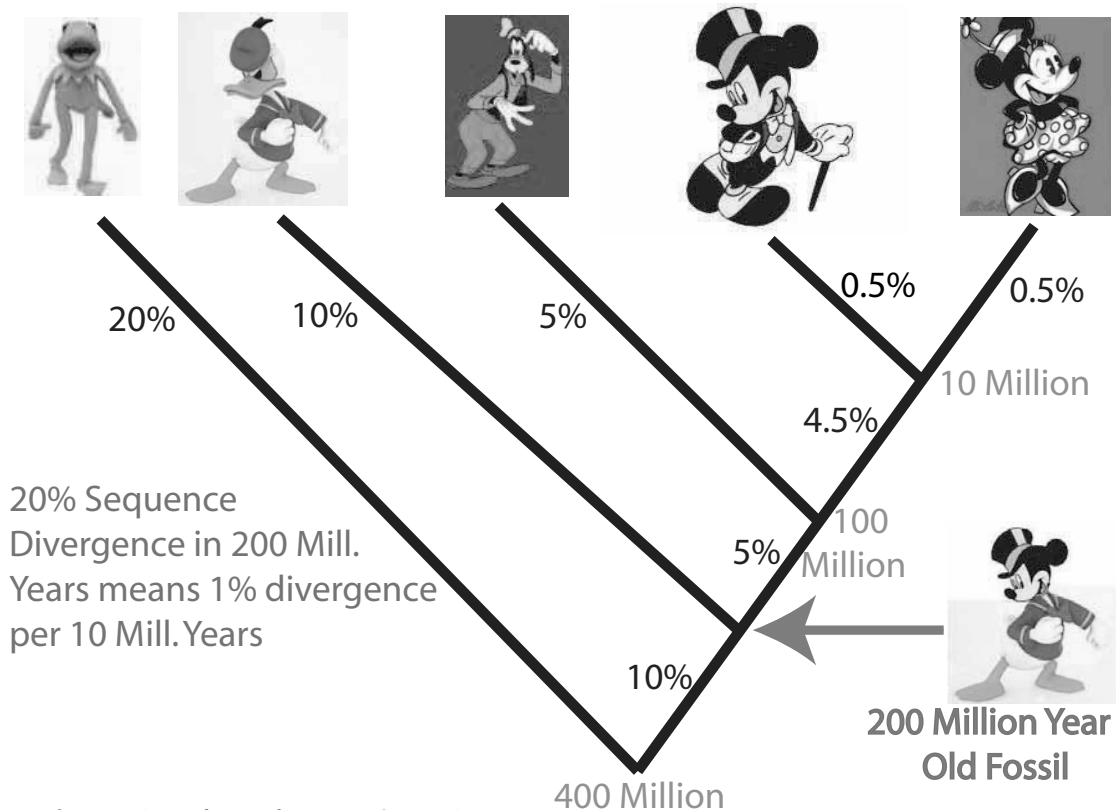 0.5%
0.5%
20%
10%
5%
10 Million
4.5%
20% Sequence
Divergence in 200 Mill.
Years means 1% divergence
per 10 Mill. Years
100
Million
5%
10%
200 Million Year
Old Fossil
400 Million